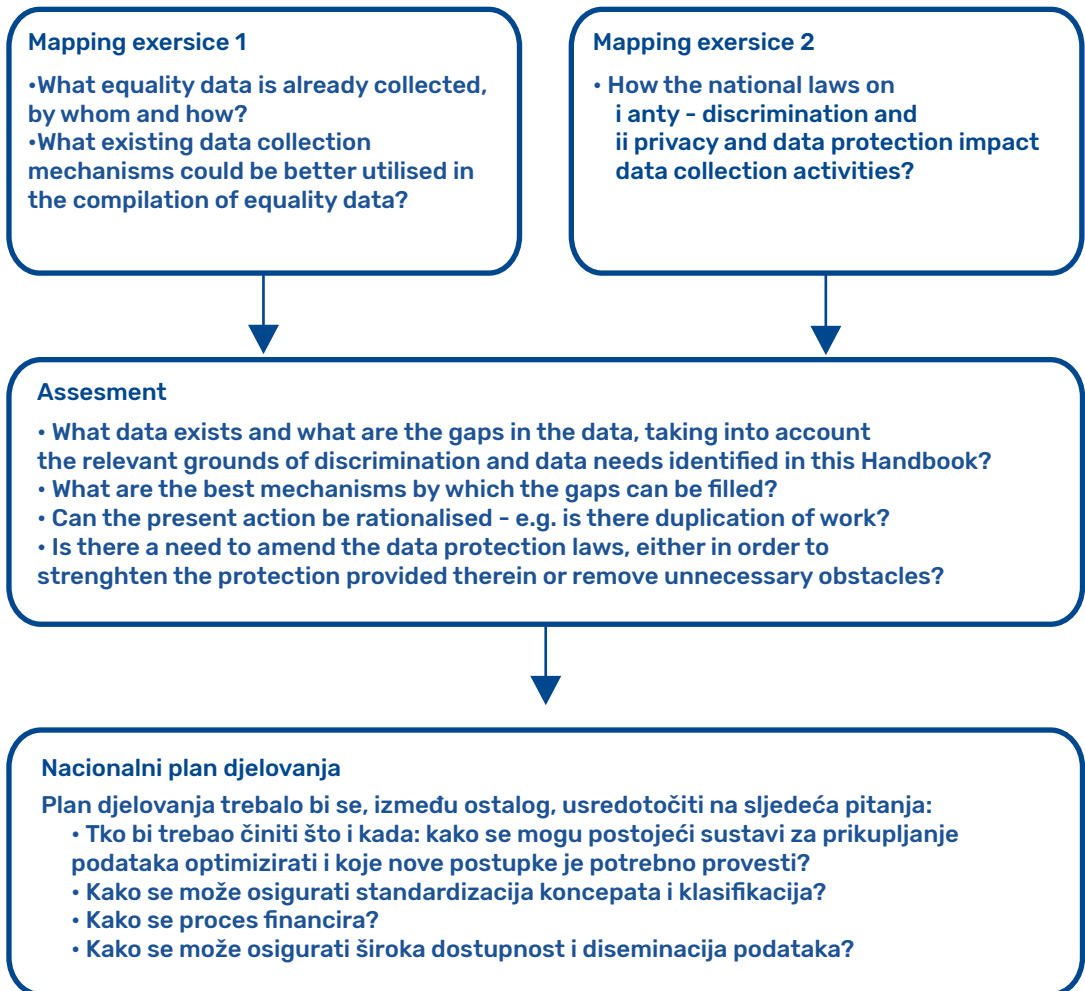 Mapping exersice 1
•What equality data is already collected,
by whom and how?
•What existing data collection
mechanisms could be better utilised in
the compilation of equality data?
Mapping exersice 2
• How the national laws on
i anty - discrimination and
ii privacy and data protection impact
data collection activities?
Assesment
• What data exists and what are the gaps in the data, taking into account
the relevant grounds of discrimination and data needs identified in this Handbook?
• What are the best mechanisms by which the gaps can be filled?
• Can the present action be rationalised - e.g. is there duplication of work?
• Is there a need to amend the data protection laws, either in order to
strenghten the protection provided therein or remove unnecessary obstacles?
Nacionalni plan djelovanja
Plan djelovanja trebalo bi se, između ostalog, usredotočiti na sljedeća pitanja:
• Tko bi trebao činiti što i kada: kako se mogu postojeći sustavi za prikupljanje
podataka optimizirati i koje nove postupke je potrebno provesti?
• Kako se može osigurati standardizacija koncepata i klasifikacija?
• Kako se proces financira?
• Kako se može osigurati široka dostupnost i diseminacija podataka?